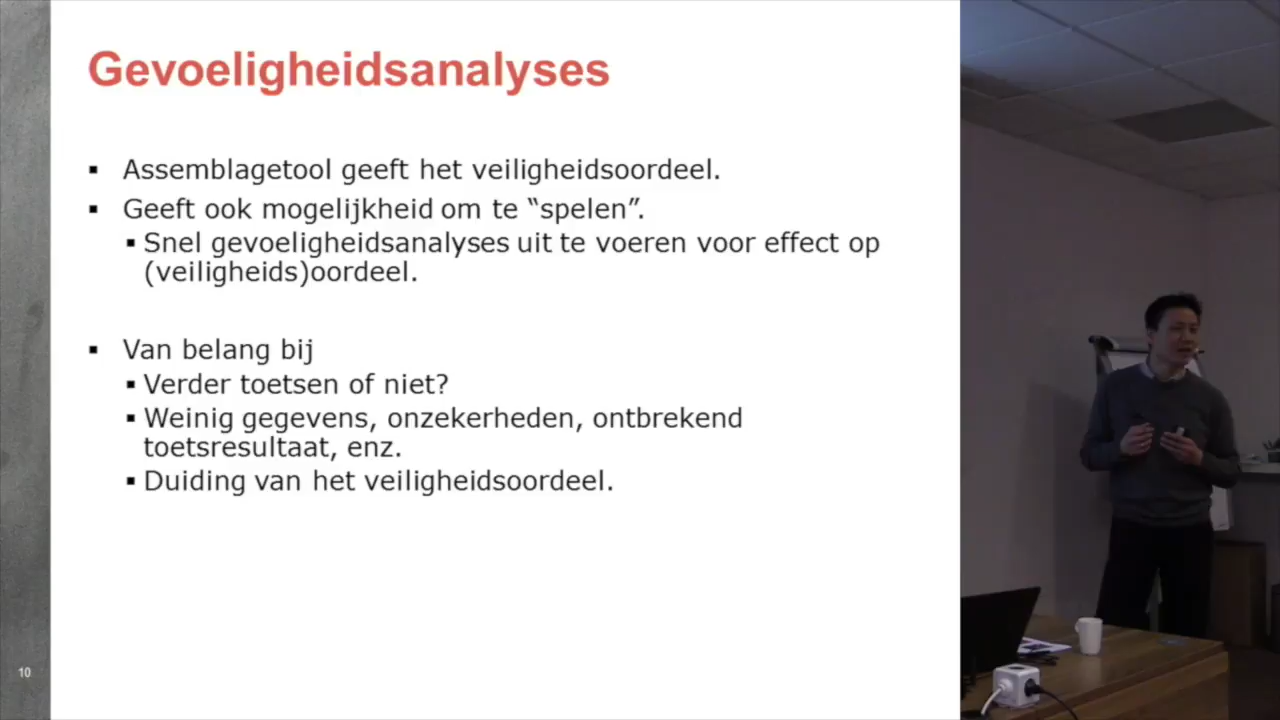 Gevoeligheidsanalyses
▪ Assemblagetool geeft het veiligheidsoordeel.
▪ Geeft ook mogelijkheid om te “spelen”.
▪ Snel gevoeligheidsanalyses uit te voeren voor effect op
(veiligheids)oordeel.
▪ Van belang bij
▪ Verder toetsen of niet?
▪ Weinig gegevens, onzekerheden, ontbrekend
toetsresultaat, enz.
▪ Duiding van het veiligheidsoordeel.
10